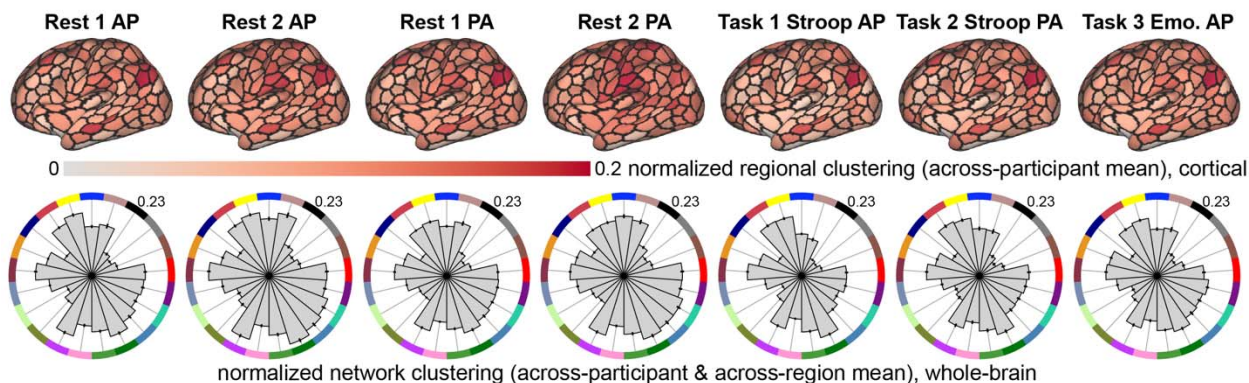 Rest 1 AP Rest 2 AP Rest 1 PA Rest 2 PA Task 1 Stroop AP Task 2 Stroop PA Task 3 Emo. AP
0 0.2 normalized regional clustering (across-participant mean), cortical
0.23 0.23 0.23 0.23 0.23 0.23 0.23
normalized network clustering (across-participant & across-region mean), whole-brain